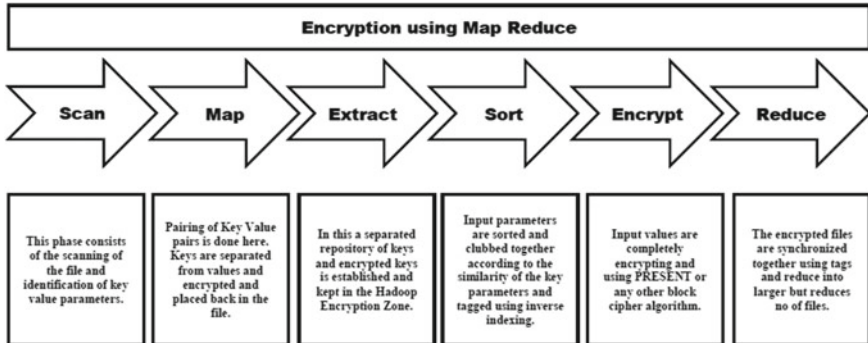 Encryption using Map Reduce
Scan
Map
Extract
Sort
Encrypt
Reduce
This phase consists
of the scanning of
the file and
identification of key
value parameters.
Pairing of Key Value
pairs is done here.
Keys are separated
from values and
encrypted and
placed back in the
file.
In this a separated
repository of keys
and encrypted keys
is established and
kept in the Hadoop
Encryption Zone.
Input parameters
are sorted and
clubbed together
according to the
similarity of the key
parameters and
tagged using inverse
indexing.
Input values are
completely
encrypting and
using PRESENT or
any other block
cipher algorithm.
The encrypted files
are synchronized
together using tags
and reduce into
larger but reduces
no of files.